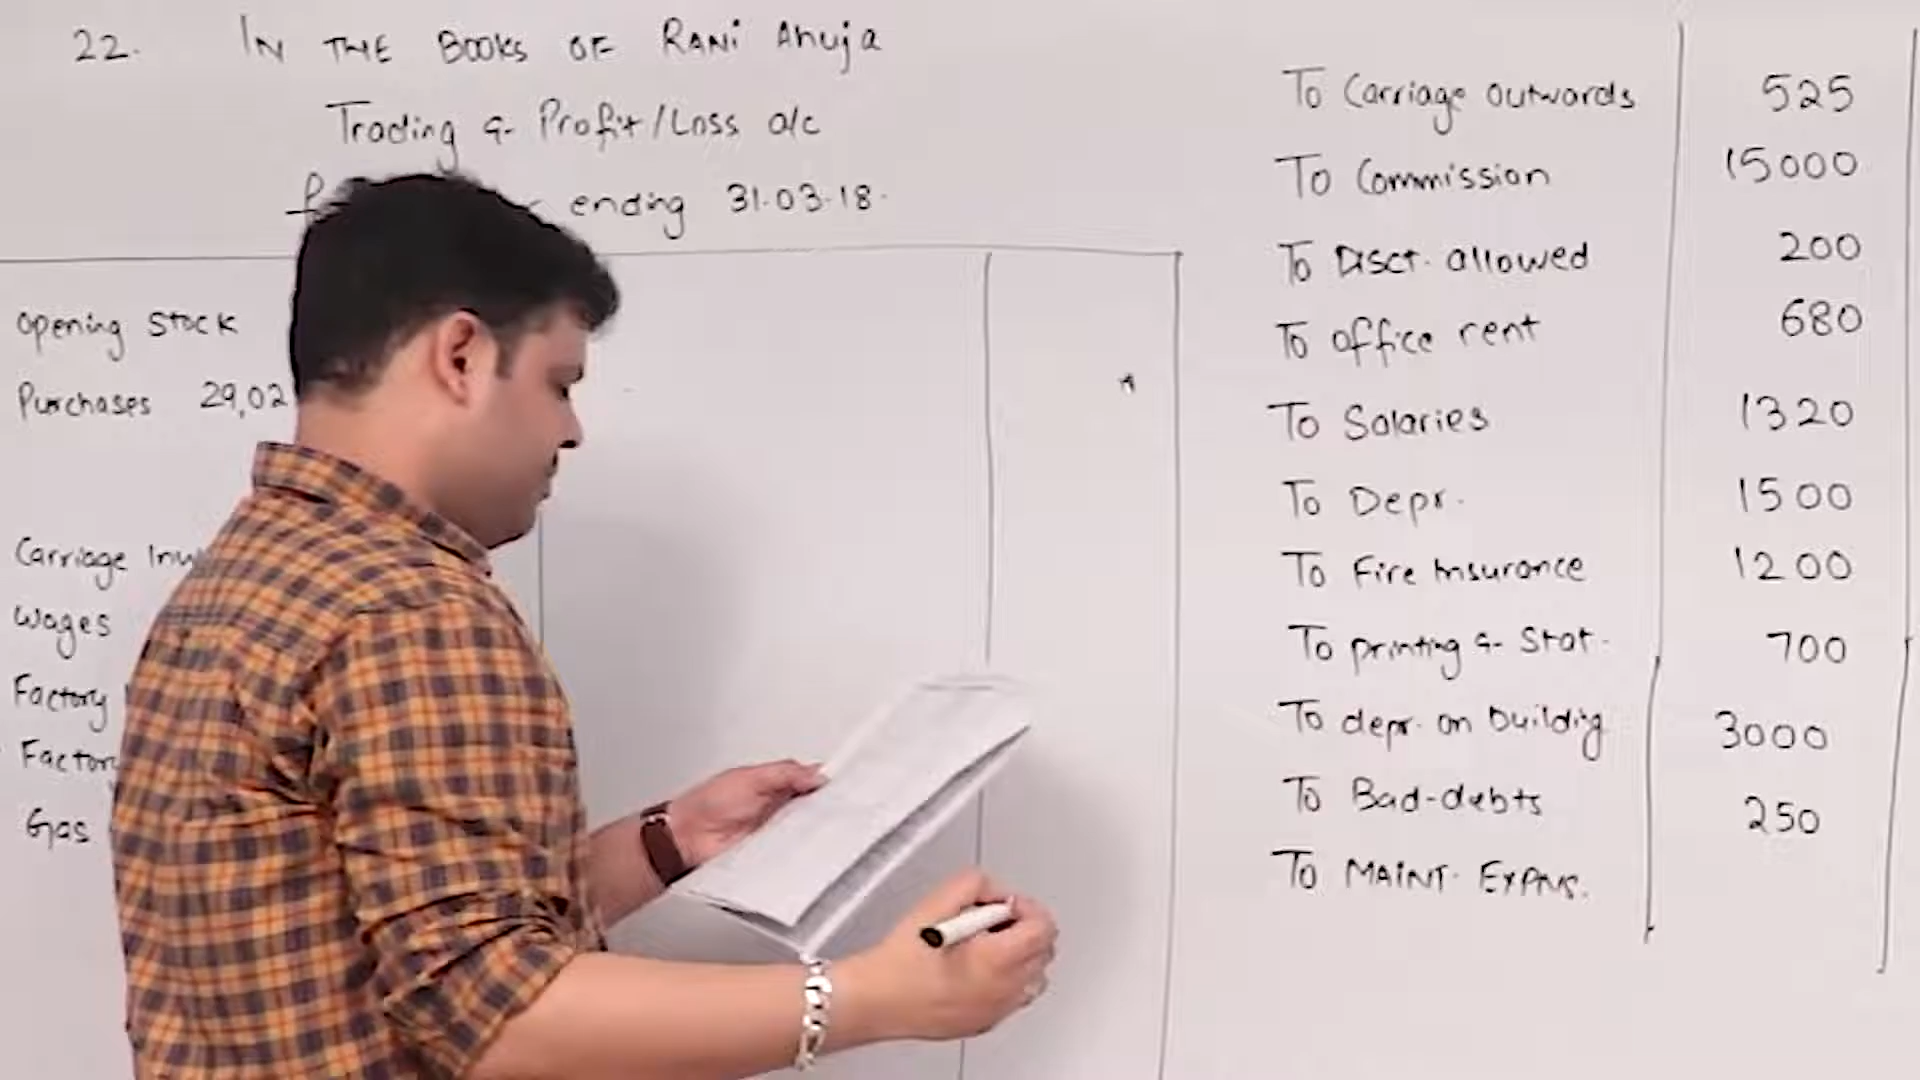 22. IN THE BOOKS OF RANi Ahuja
Trading & Profit/Loss a/c
ending 31.03.18.
Opening Stock
Purchases 29,02
Carriage Inw
Wages
Factory
Factory
Gas
To Carriage outwards 525
To Commission 15000
To Disct. allowed 200
To office rent 680
To Salaries 1320
To Depr. 1500
To Fire Insurance 1200
To printing & Stat. 700
To depr. on building 3000
To Bad-debts 250
To MAiNT. EXPNS.